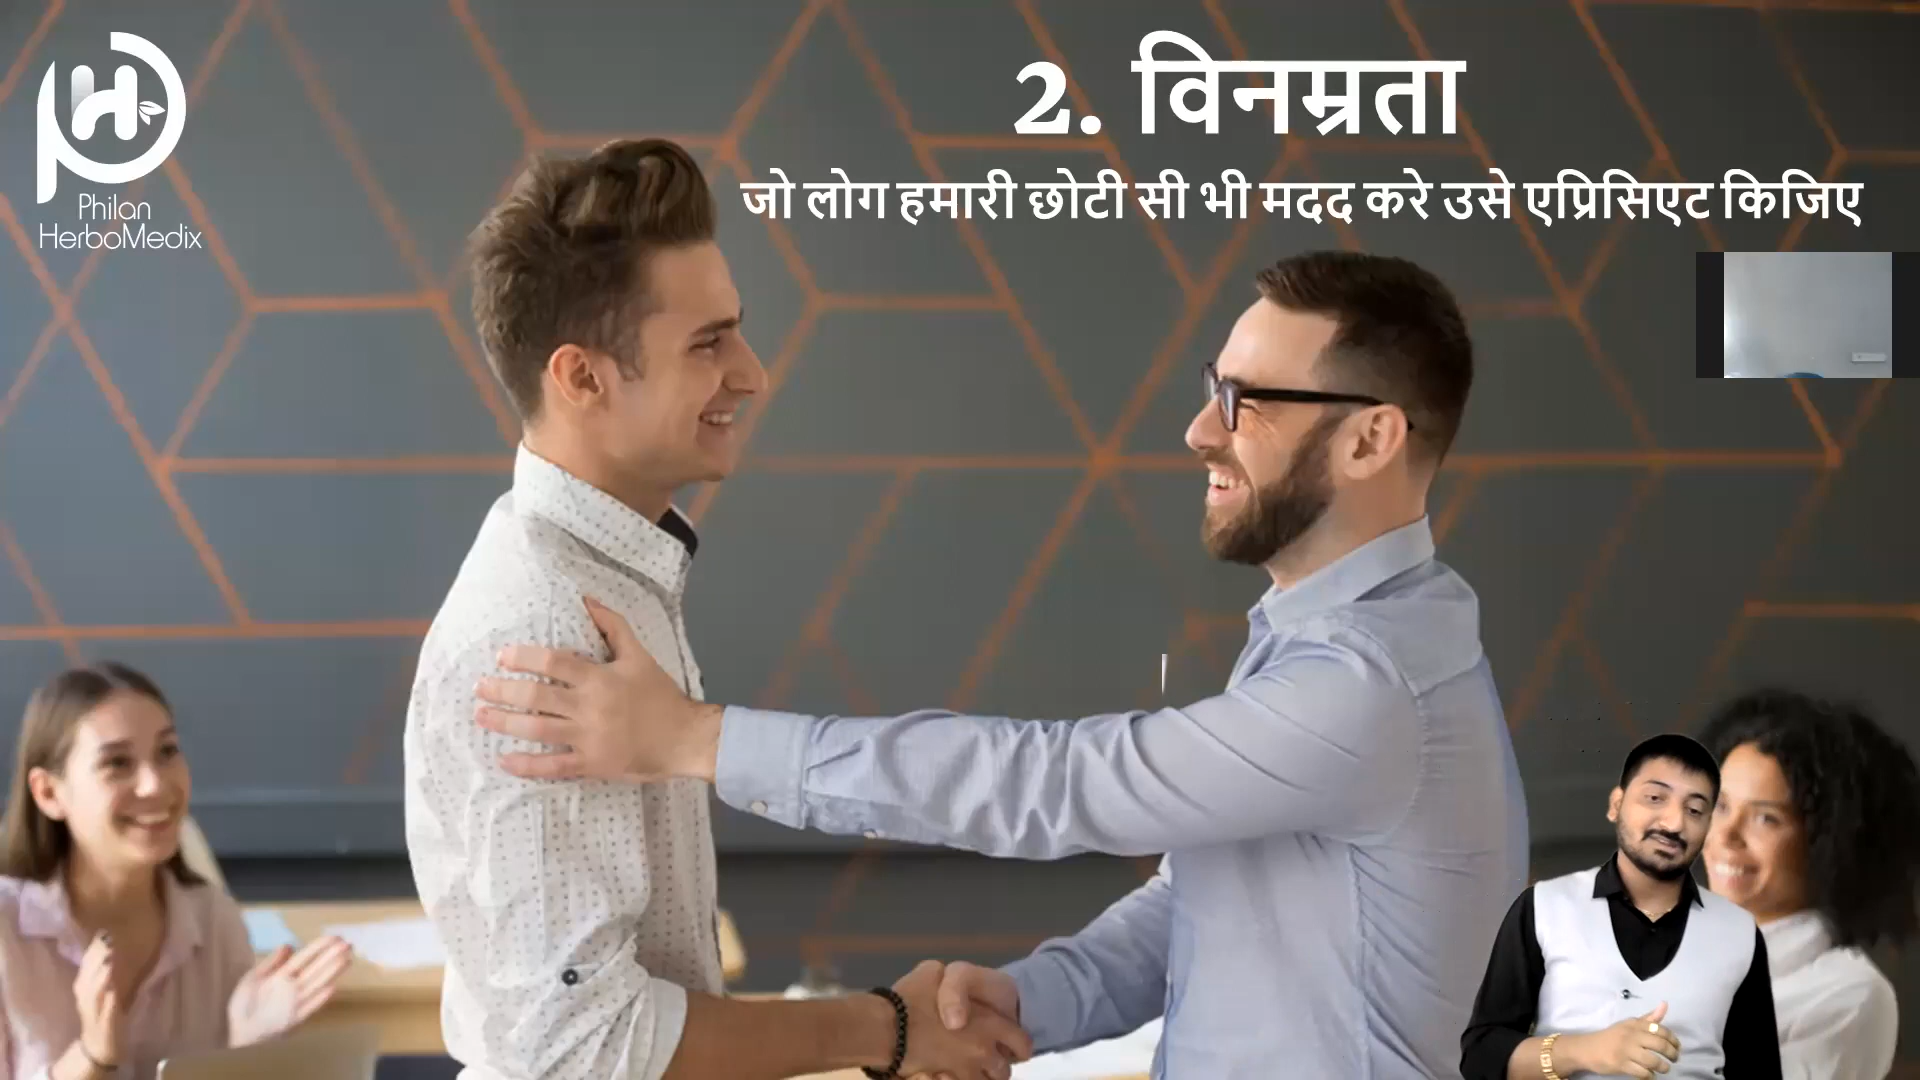 Philan
HerboMedix
2. विनम्रता
जो लोग हमारी छोटी सी भी मदद करे उसे एप्रिसिएट किजिए